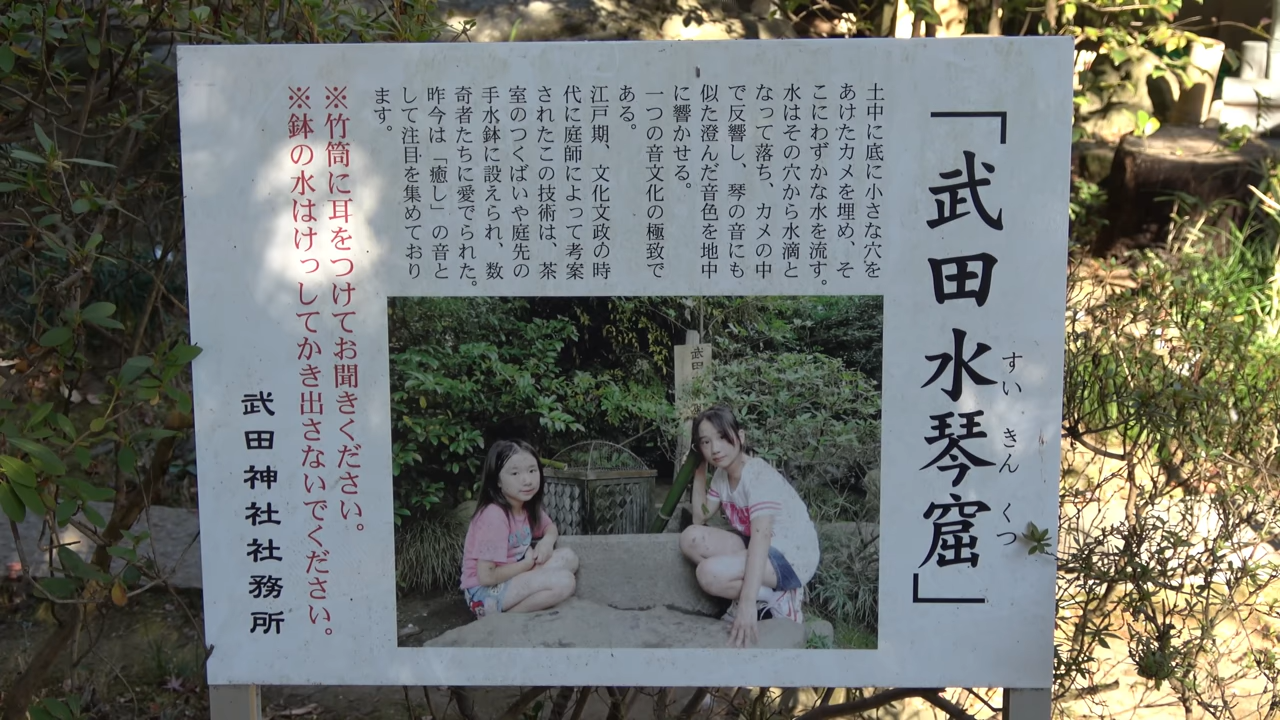 「武田水琴窟」
すいきんくつ
土中に底に小さな穴を
あけたカメを埋め、そ
こにわずかな水を流す。
水はその穴から水滴と
なって落ち、カメの中
で反響し、琴の音にも
似た澄んだ音色を地中
に響かせる。
一つの音文化の極致で
ある。
江戸期、文化文政の時
代に庭師によって考案
されたこの技術は、茶
室のつくばいや庭先の
手水鉢に設えられ、数
奇者たちに愛でられた。
昨今は「癒し」の音と
して注目を集めており
ます。
※竹筒に耳をつけてお聞きください。
※鉢の水はけっしてかき出さないでください。
武田神社社務所
武田